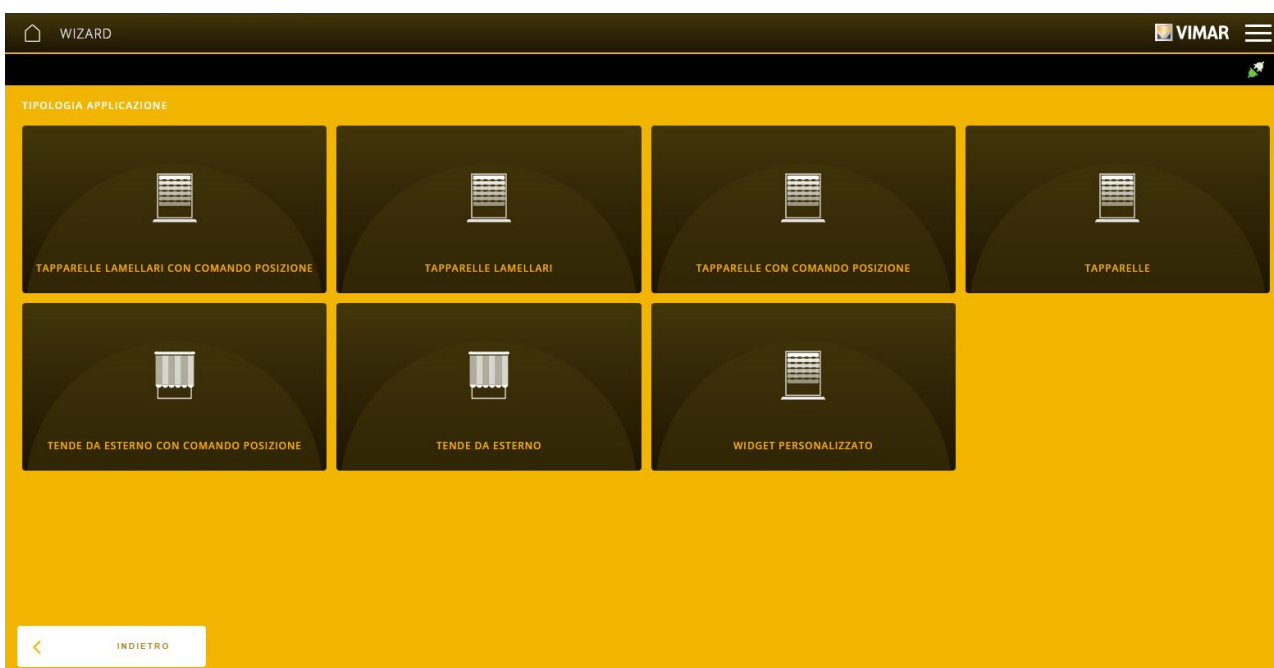 WIZARD
VIMAR
TIPOLOGIA APPLICAZIONE
TAPPARELLE LAMELLARI CON COMANDO POSIZIONE
TAPPARELLE LAMELLARI
TAPPARELLE CON COMANDO POSIZIONE
TAPPARELLE
TENDE DA ESTERNO CON COMANDO POSIZIONE
TENDE DA ESTERNO
WIDGET PERSONALIZZATO
INDIETRO